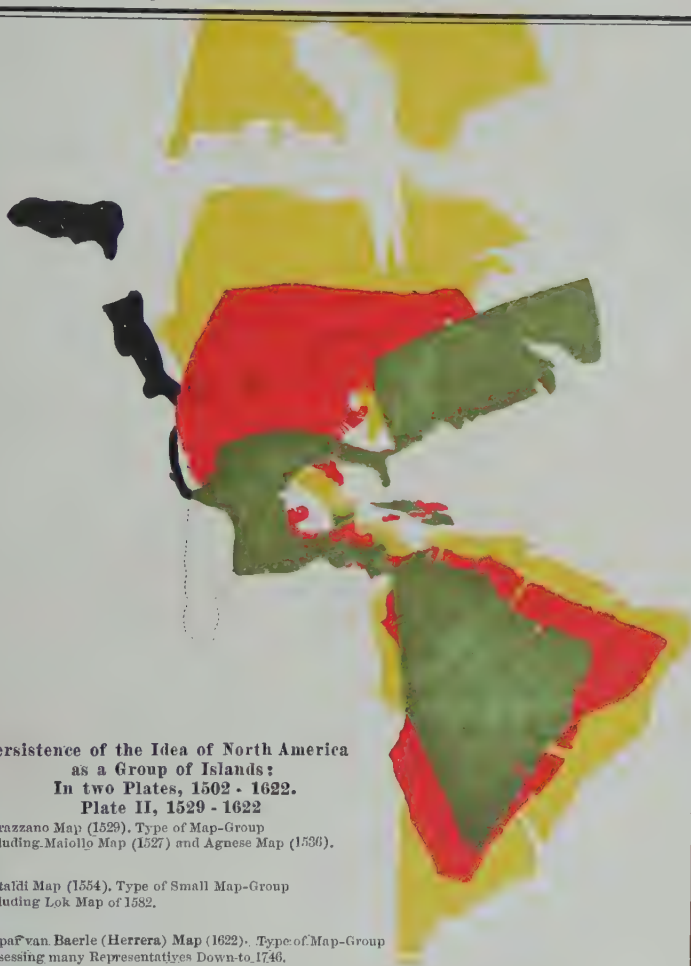 ersistence of the Idea of North America
as a Group of Islands:
In two Plates, 1502 - 1622.
Plate II, 1529 - 1622
razzano Map (1529). Type of Map-Group
luding Maiollo Map (1527) and Agnese Map (1536).
taldi Map (1554). Type of Small Map-Group
luding Lok Map of 1582.
par van Baerle (Herrera) Map (1622). Type of Map-Group
sessing many Representatives Down to 1746.